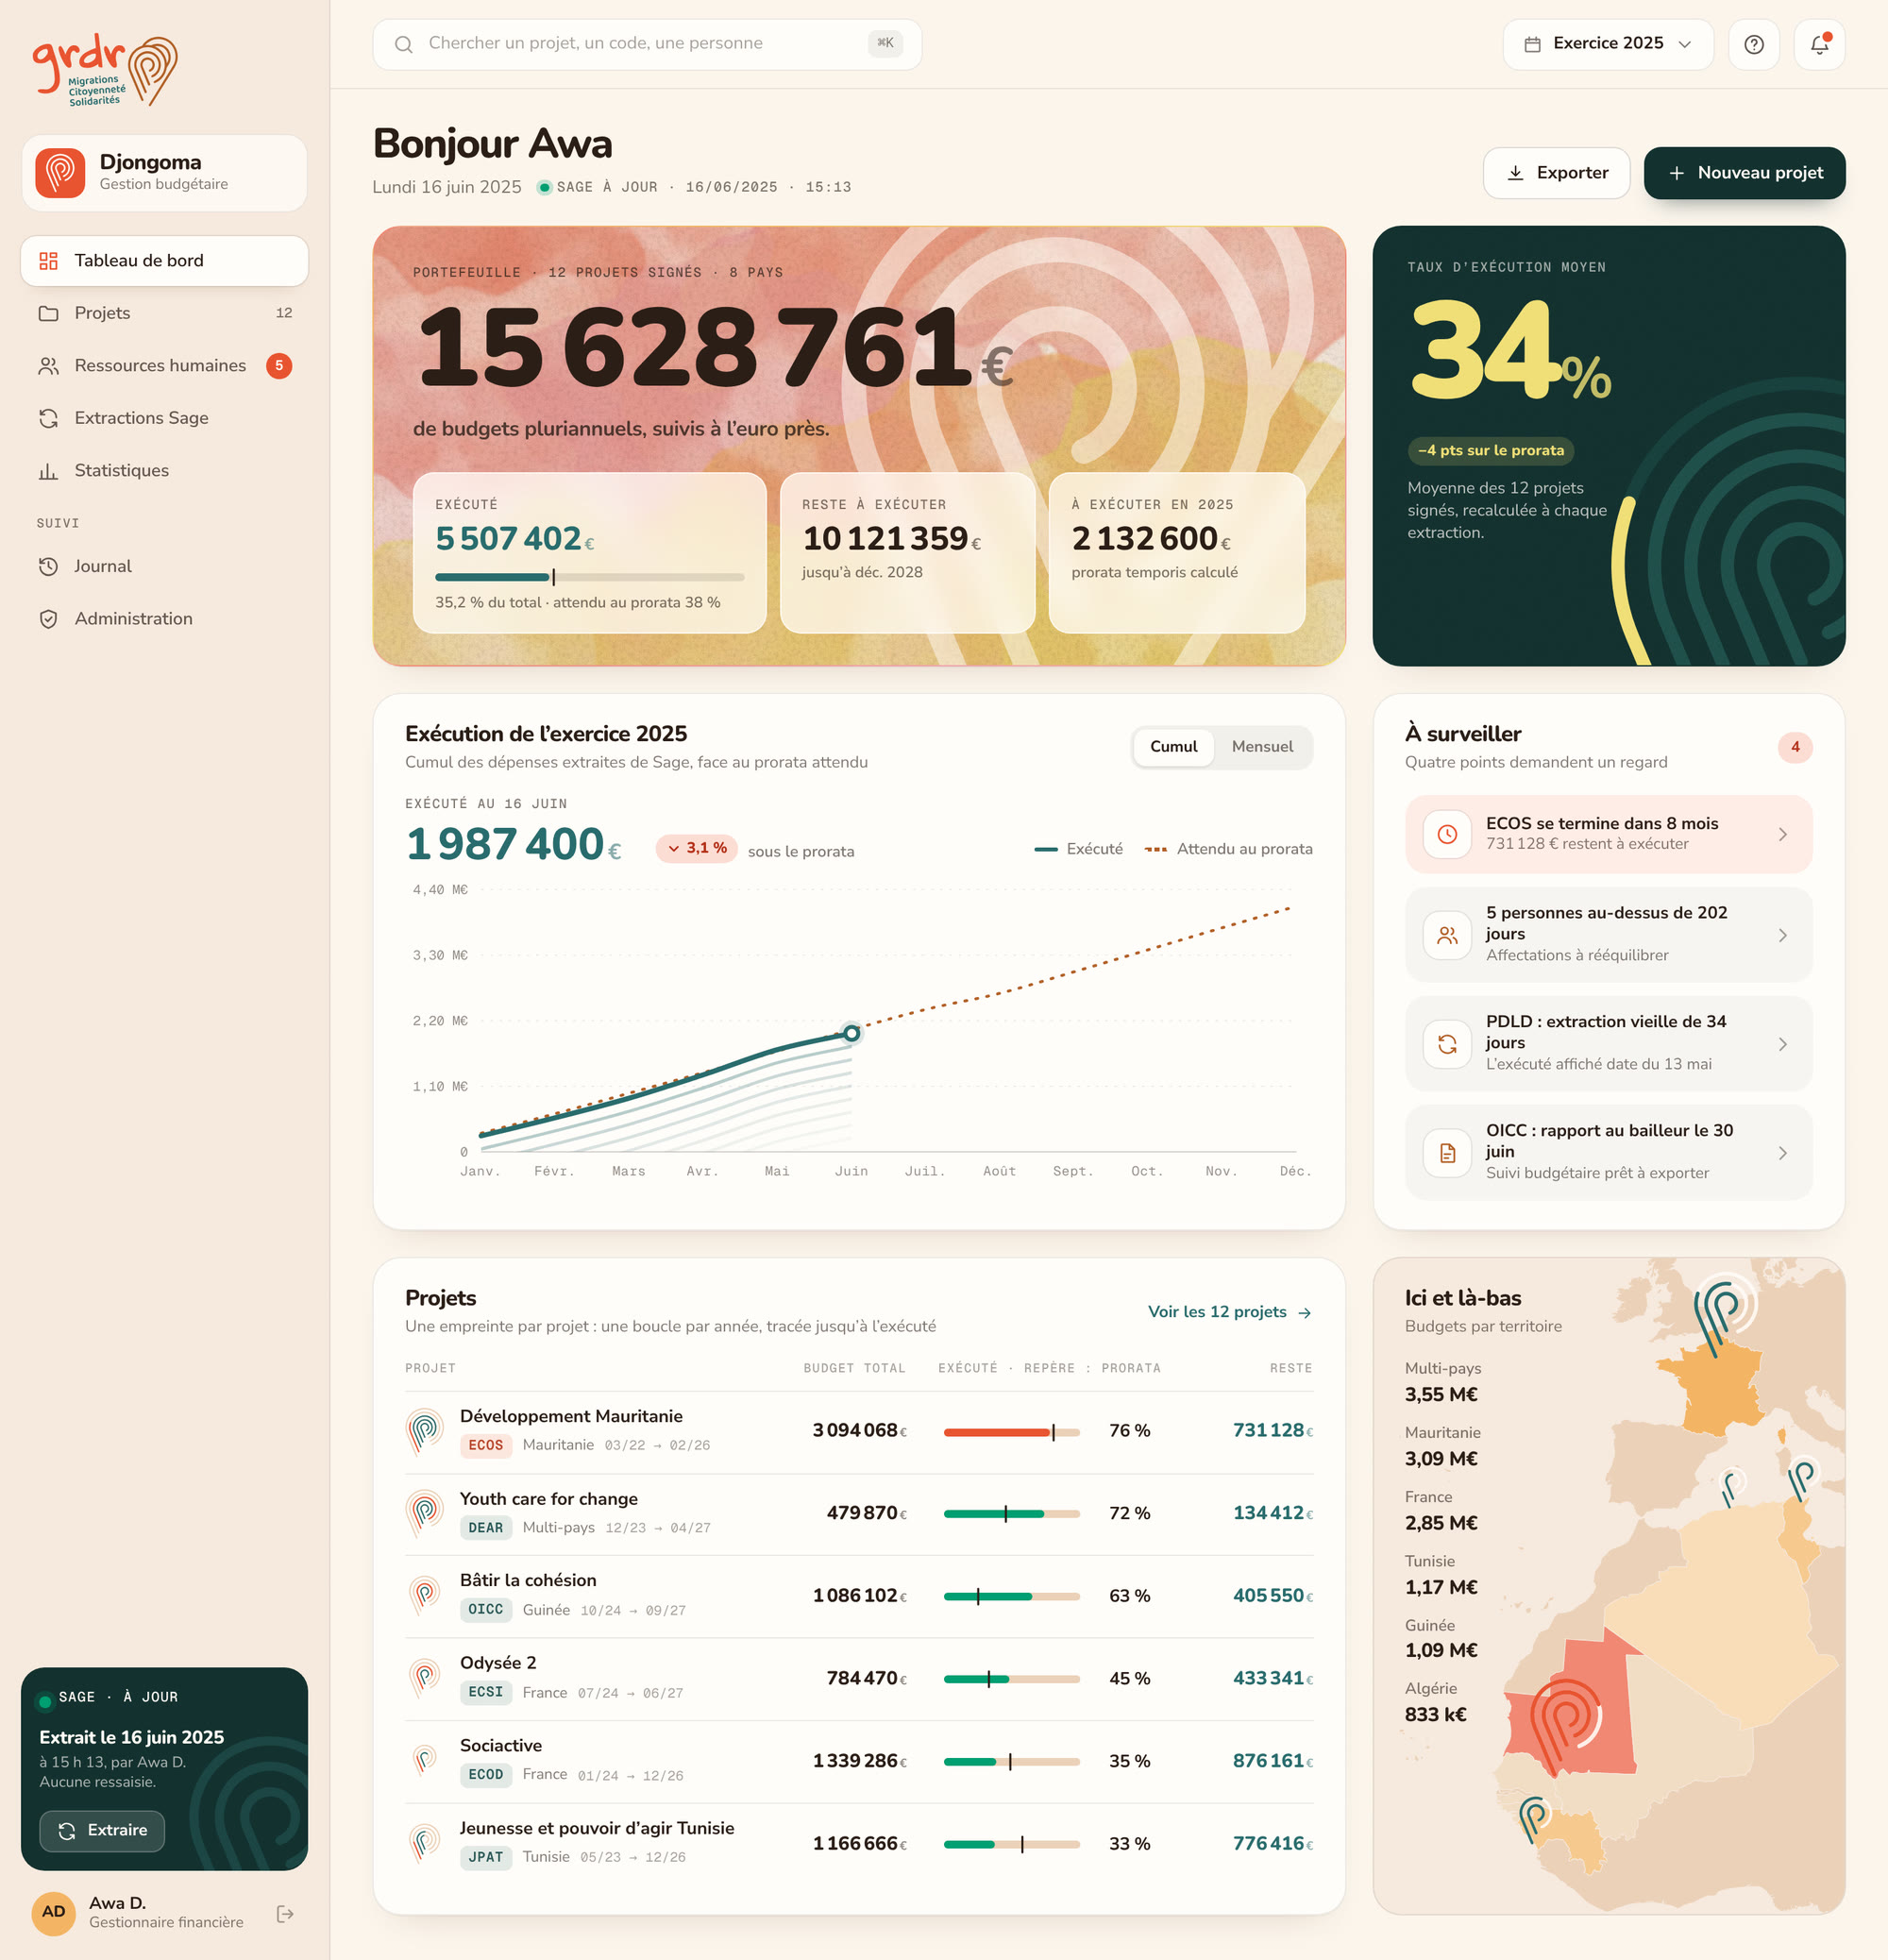 grdr
Migrations
Citoyenneté
Solidarités
Djongoma
Gestion budgétaire
Tableau de bord
Projets 12
Ressources humaines 5
Extractions Sage
Statistiques
SUIVI
Journal
Administration
SAGE · À JOUR
Extrait le 16 juin 2025
à 15 h 13, par Awa D.
Aucune ressaisie.
Extraire
AD
Awa D.
Gestionnaire financière
Chercher un projet, un code, une personne ⌘K
Exercice 2025
Bonjour Awa
Lundi 16 juin 2025 SAGE À JOUR · 16/06/2025 · 15:13
Exporter
Nouveau projet
PORTEFEUILLE · 12 PROJETS SIGNÉS · 8 PAYS
15 628 761 €
de budgets pluriannuels, suivis à l’euro près.
EXÉCUTÉ
5 507 402 €
35,2 % du total · attendu au prorata 38 %
RESTE À EXÉCUTER
10 121 359 €
jusqu’à déc. 2028
À EXÉCUTER EN 2025
2 132 600 €
prorata temporis calculé
TAUX D’EXÉCUTION MOYEN
34%
−4 pts sur le prorata
Moyenne des 12 projets
signés, recalculée à chaque
extraction.
Exécution de l’exercice 2025
Cumul des dépenses extraites de Sage, face au prorata attendu
Cumul Mensuel
EXÉCUTÉ AU 16 JUIN
1 987 400 €
3,1 % sous le prorata
Exécuté Attendu au prorata
4,40 M€
3,30 M€
2,20 M€
1,10 M€
0
Janv. Févr. Mars Avr. Mai Juin Juil. Août Sept. Oct. Nov. Déc.
À surveiller
Quatre points demandent un regard
4
ECOS se termine dans 8 mois
731 128 € restent à exécuter
5 personnes au-dessus de 202
jours
Affectations à rééquilibrer
PDLD : extraction vieille de 34
jours
L’exécuté affiché date du 13 mai
OICC : rapport au bailleur le 30
juin
Suivi budgétaire prêt à exporter
Projets
Une empreinte par projet : une boucle par année, tracée jusqu’à l’exécuté
Voir les 12 projets →
PROJET BUDGET TOTAL EXÉCUTÉ · REPÈRE : PRORATA RESTE
Développement Mauritanie
ECOS Mauritanie 03/22 → 02/26
3 094 068 € 76 % 731 128 €
Youth care for change
DEAR Multi-pays 12/23 → 04/27
479 870 € 72 % 134 412 €
Bâtir la cohésion
OICC Guinée 10/24 → 09/27
1 086 102 € 63 % 405 550 €
Odysée 2
ECSI France 07/24 → 06/27
784 470 € 45 % 433 341 €
Sociactive
ECOD France 01/24 → 12/26
1 339 286 € 35 % 876 161 €
Jeunesse et pouvoir d’agir Tunisie
JPAT Tunisie 05/23 → 12/26
1 166 666 € 33 % 776 416 €
Ici et là-bas
Budgets par territoire
Multi-pays
3,55 M€
Mauritanie
3,09 M€
France
2,85 M€
Tunisie
1,17 M€
Guinée
1,09 M€
Algérie
833 k€